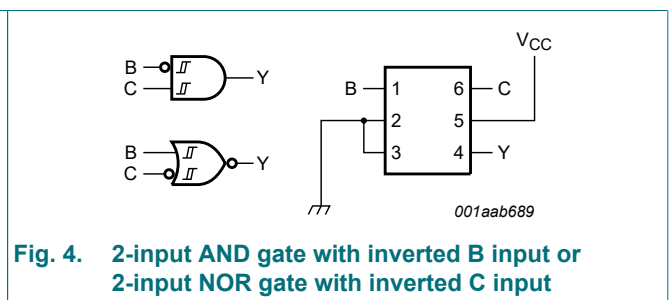 B
C
Y
B
C
Y
V_CC
B 1 6 C
2 5
3 4 Y
001aab689
Fig. 4. 2-input AND gate with inverted B input or
2-input NOR gate with inverted C input